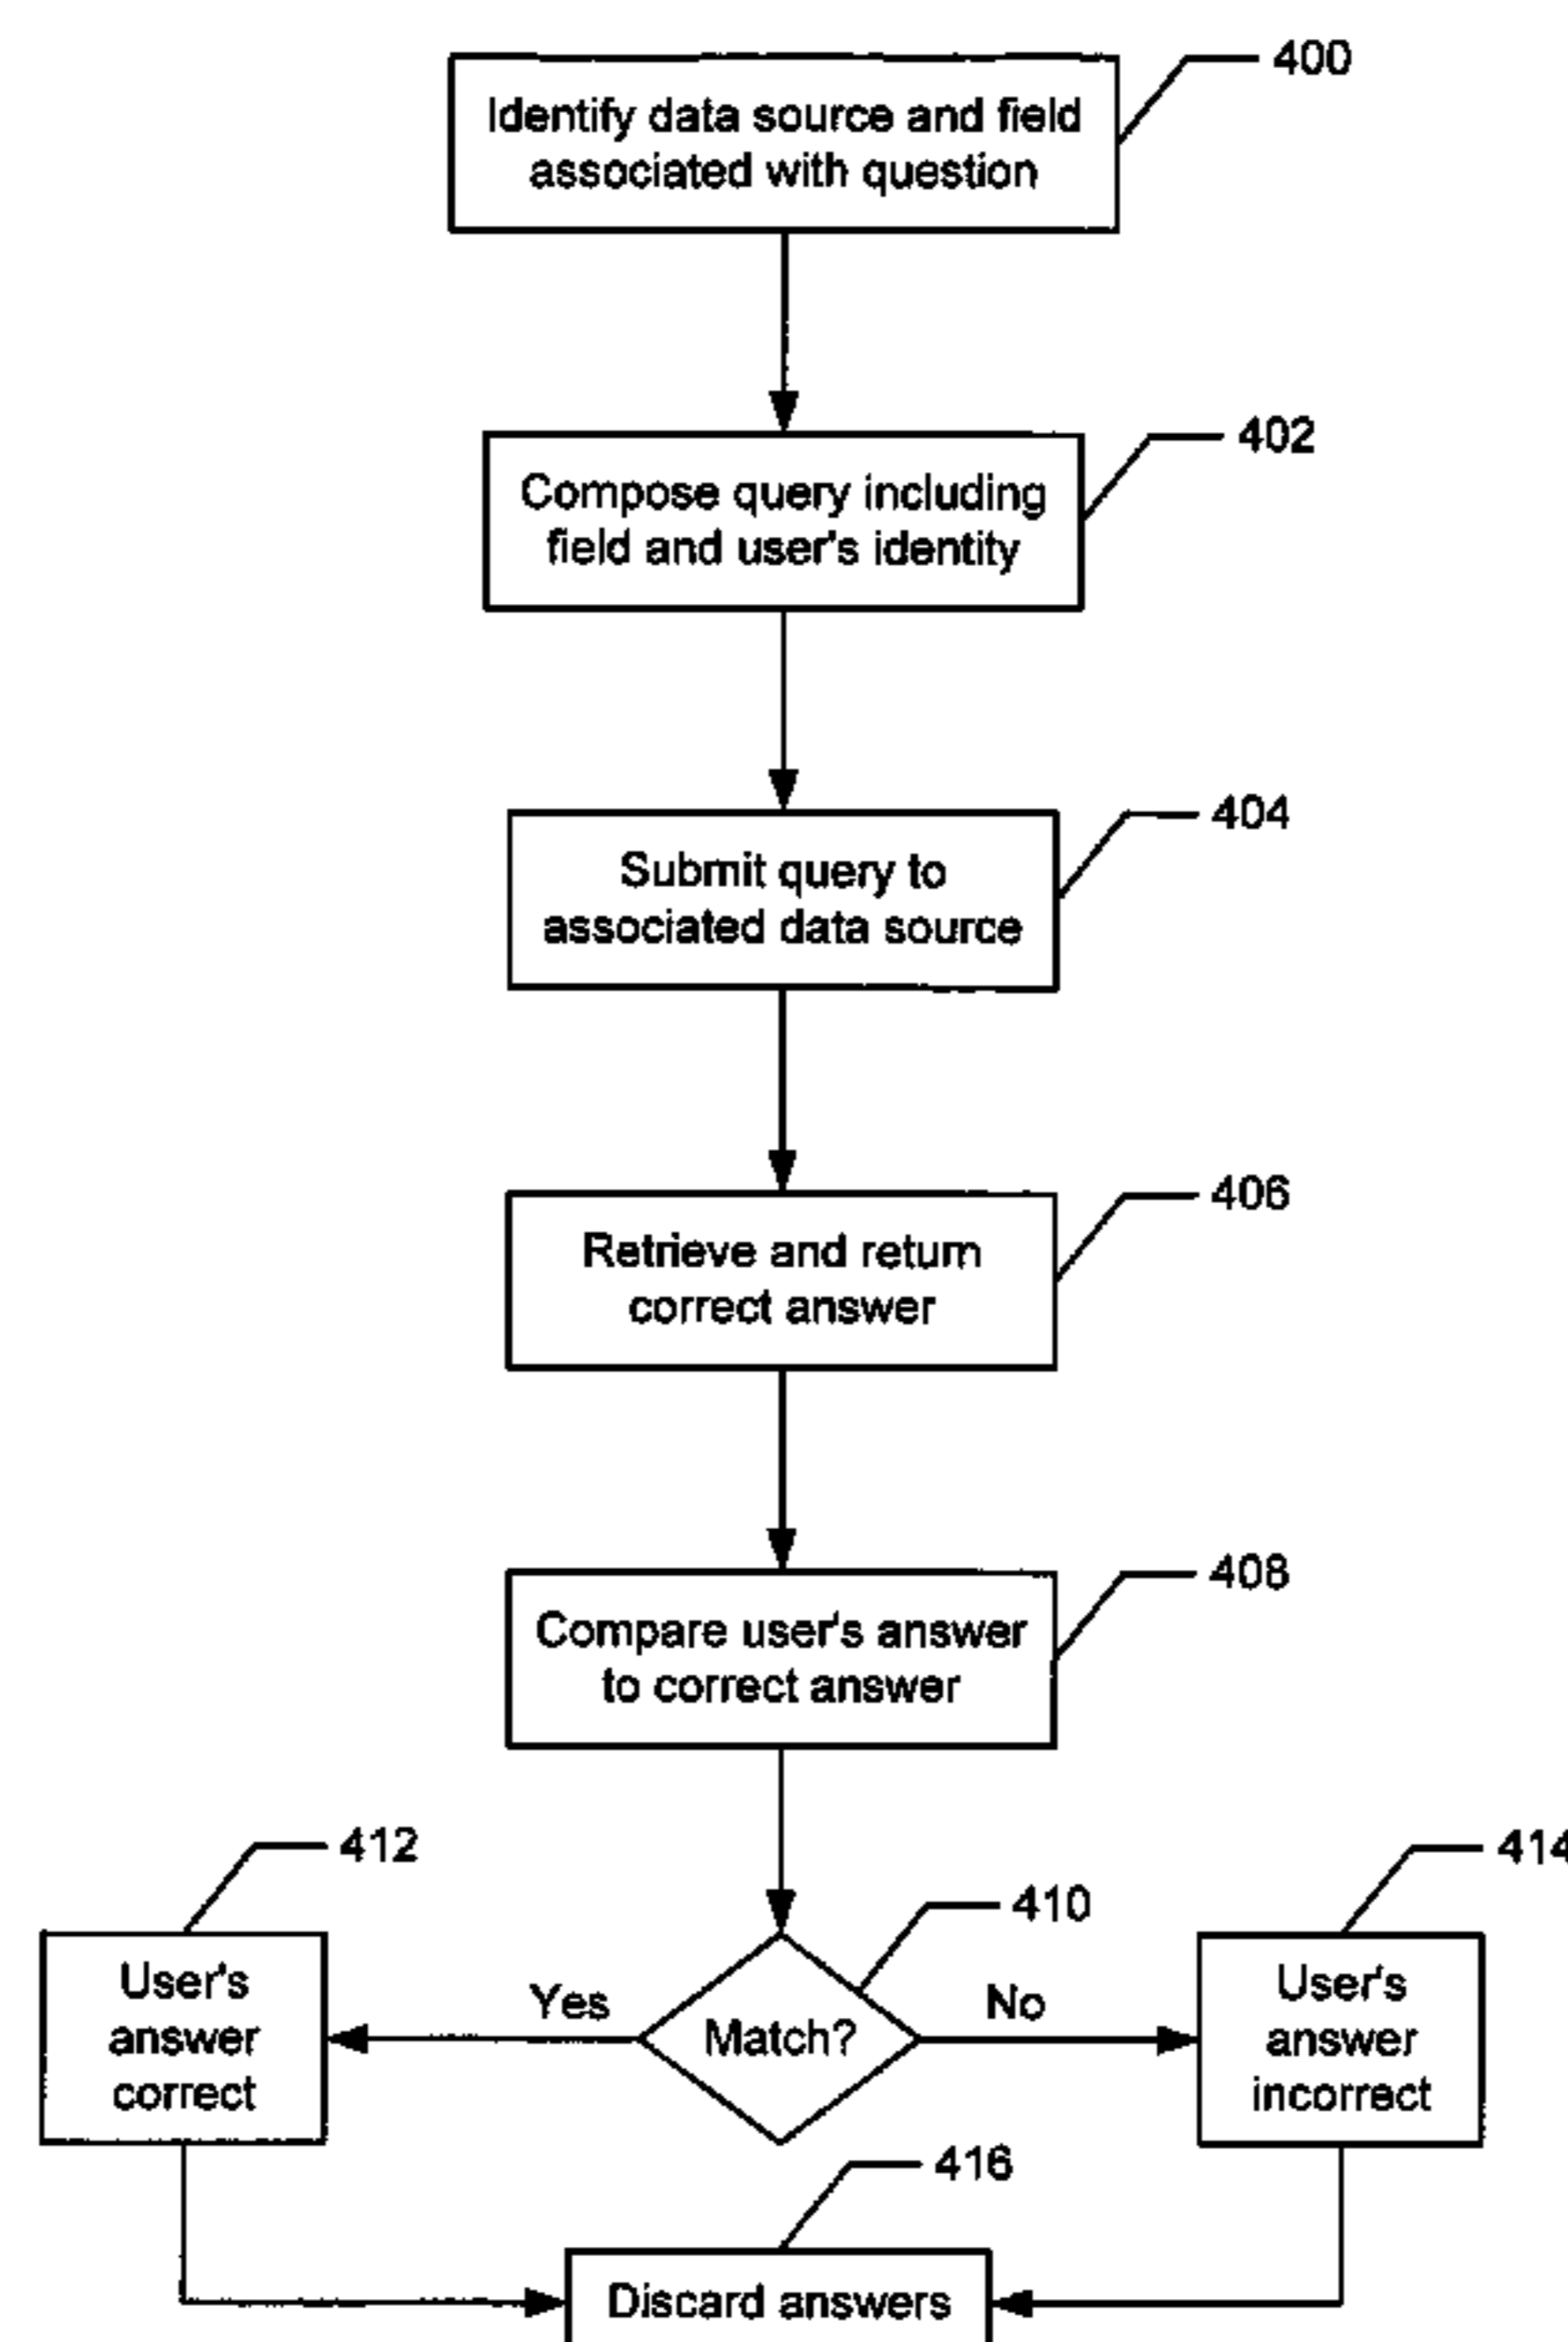 400
Identify data source and field
associated with question
402
Compose query including
field and user's identity
404
Submit query to
associated data source
406
Retrieve and return
correct answer
408
Compare user's answer
to correct answer
412
414
410
User's
answer
correct
Yes
Match?
No
User's
answer
incorrect
416
Discard answers